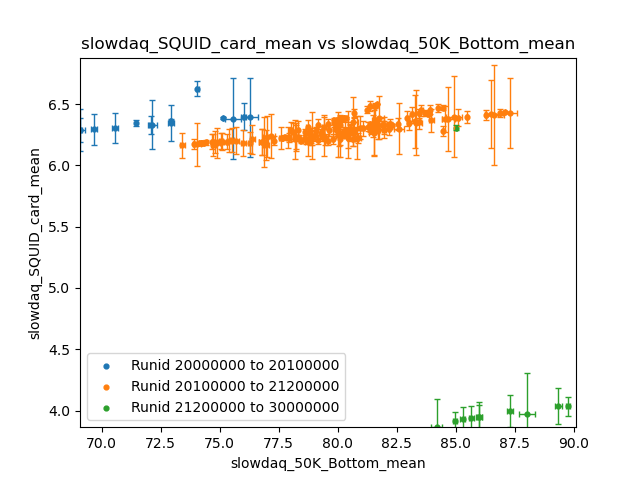 slowdaq_SQUID_card_mean vs slowdaq_50K_Bottom_mean
slowdaq_SQUID_card_mean
6.5
6.0
5.5
5.0
4.5
4.0
Runid 20000000 to 20100000
Runid 20100000 to 21200000
Runid 21200000 to 30000000
70.0 72.5 75.0 77.5 80.0 82.5 85.0 87.5 90.0
slowdaq_50K_Bottom_mean